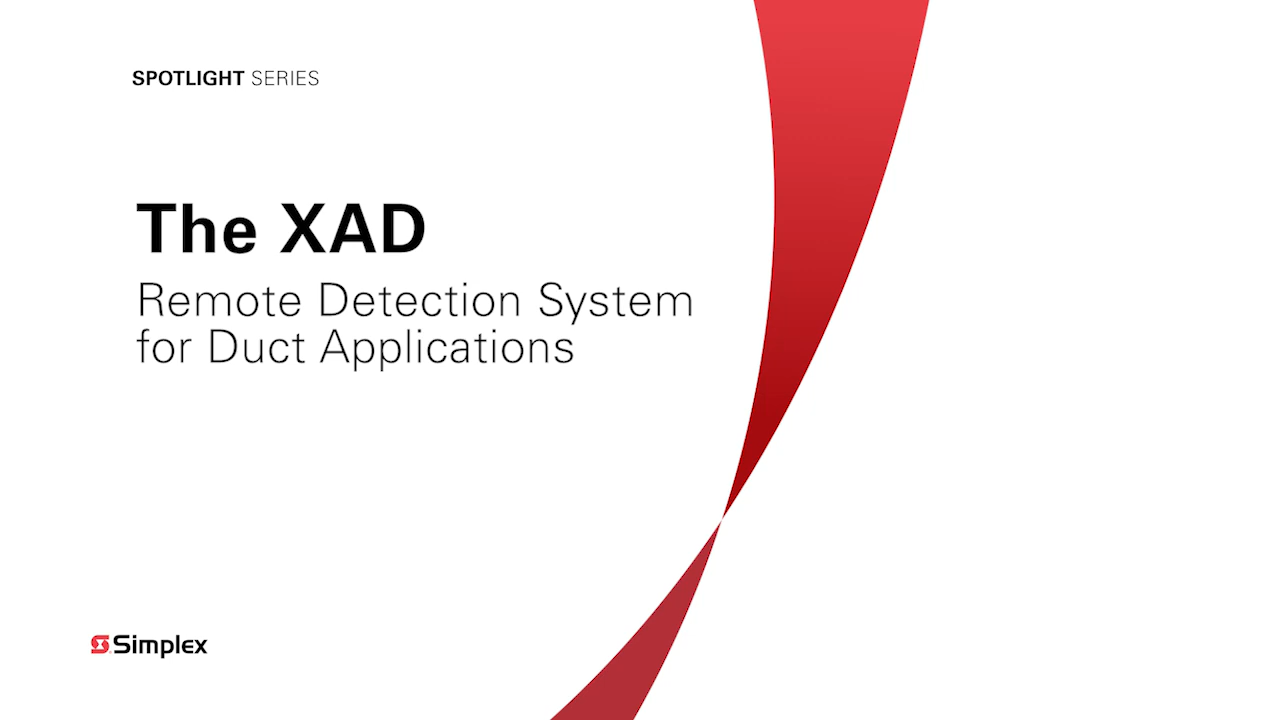 SPOTLIGHT SERIES
The XAD
Remote Detection System
for Duct Applications
Simplex